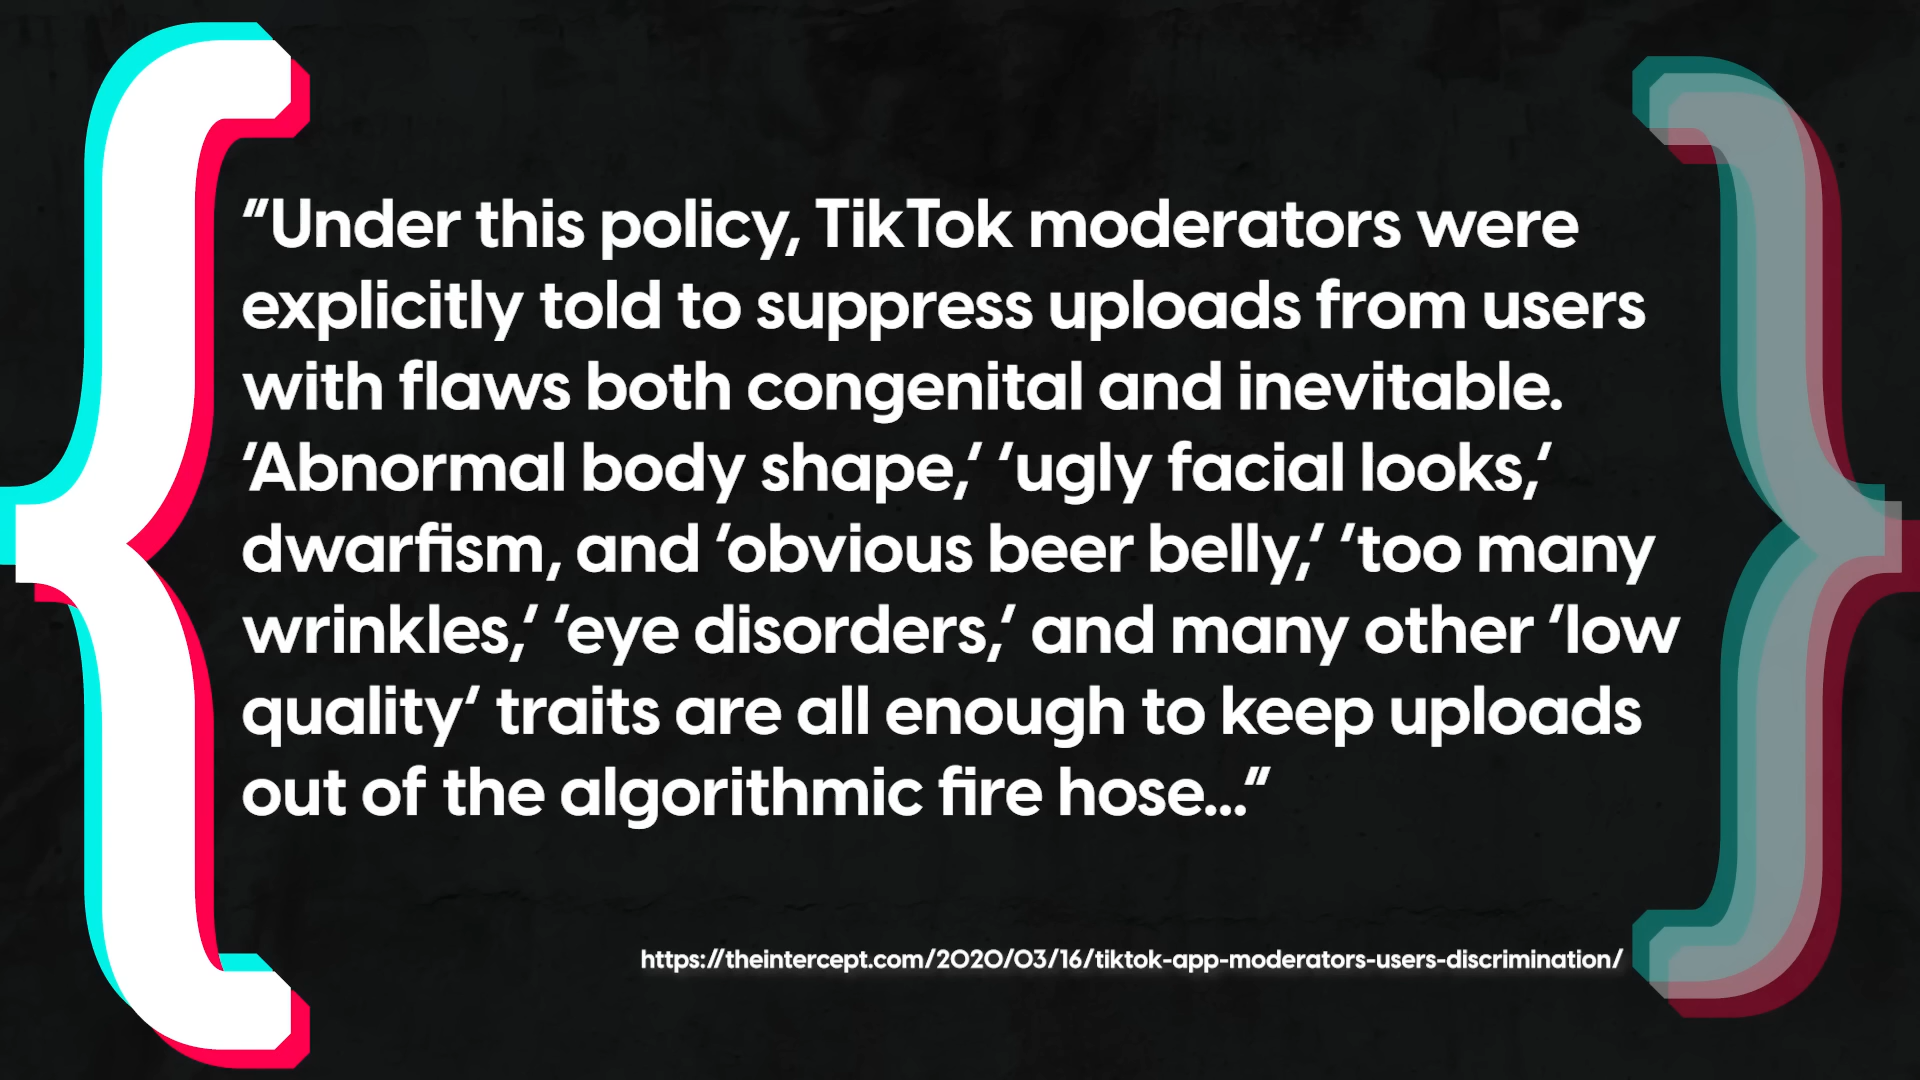 “Under this policy, TikTok moderators were
explicitly told to suppress uploads from users
with flaws both congenital and inevitable.
‘Abnormal body shape,’ ‘ugly facial looks,’
dwarfism, and ‘obvious beer belly,’ ‘too many
wrinkles,’ ‘eye disorders,’ and many other ‘low
quality’ traits are all enough to keep uploads
out of the algorithmic fire hose...”
https://theintercept.com/2020/03/16/tiktok-app-moderators-users-discrimination/